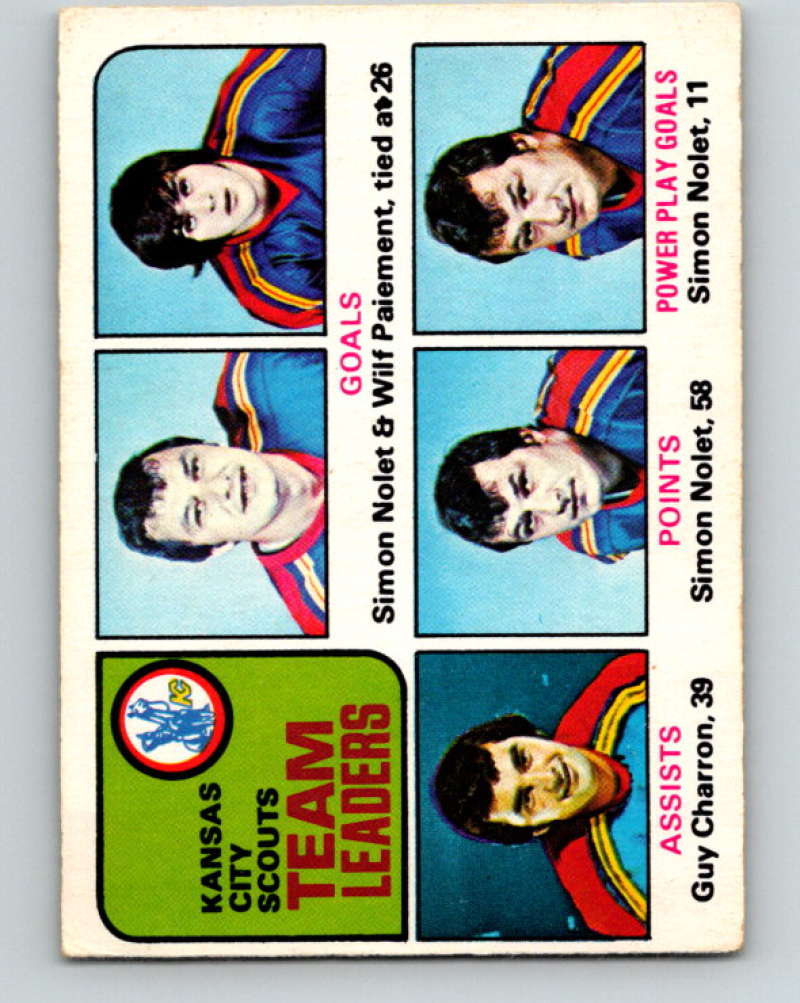 KC
KANSAS
CITY
SCOUTS
TEAM
LEADERS
GOALS
Simon Nolet & Wilf Paiement, tied at 26
ASSISTS
Guy Charron, 39
POINTS
Simon Nolet, 58
POWER PLAY GOALS
Simon Nolet, 11